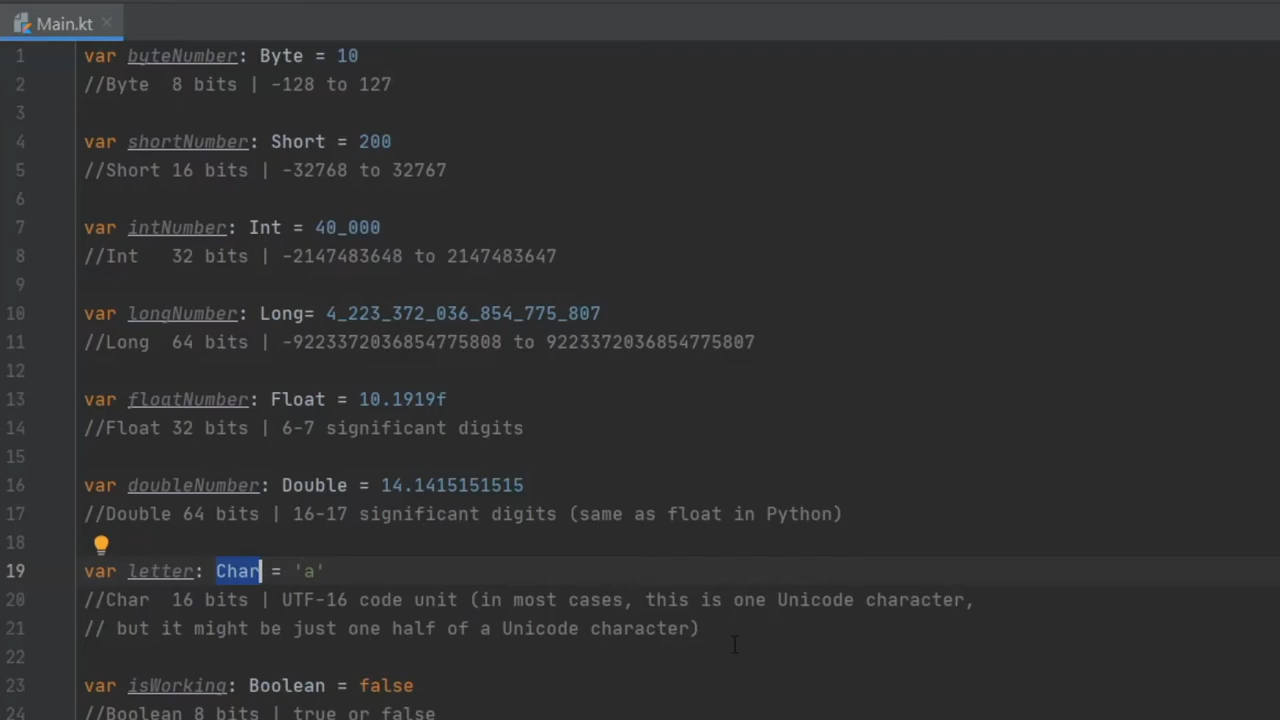 Main.kt
1 var byteNumber: Byte = 10
2 //Byte  8 bits | -128 to 127
3
4 var shortNumber: Short = 200
5 //Short 16 bits | -32768 to 32767
6
7 var intNumber: Int = 40_000
8 //Int   32 bits | -2147483648 to 2147483647
9
10 var longNumber: Long= 4_223_372_036_854_775_807
11 //Long  64 bits | -9223372036854775808 to 9223372036854775807
12
13 var floatNumber: Float = 10.1919f
14 //Float 32 bits | 6-7 significant digits
15
16 var doubleNumber: Double = 14.1415151515
17 //Double 64 bits | 16-17 significant digits (same as float in Python)
18
19 var letter: Char = 'a'
20 //Char  16 bits | UTF-16 code unit (in most cases, this is one Unicode character,
21 // but it might be just one half of a Unicode character)
22
23 var isWorking: Boolean = false
24 //Boolean 8 bits | true or false